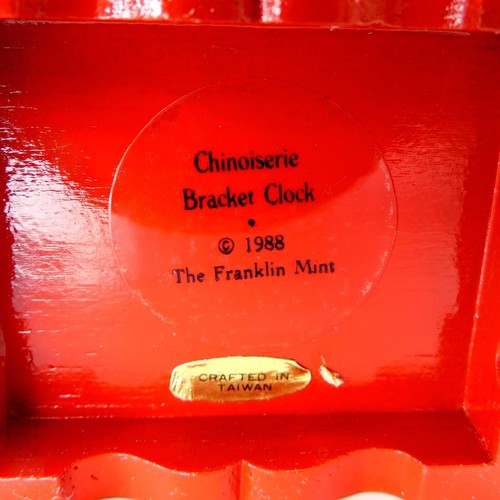 Chinoiserie
Bracket Clock
•
© 1988
The Franklin Mint
CRAFTED IN
TAIWAN